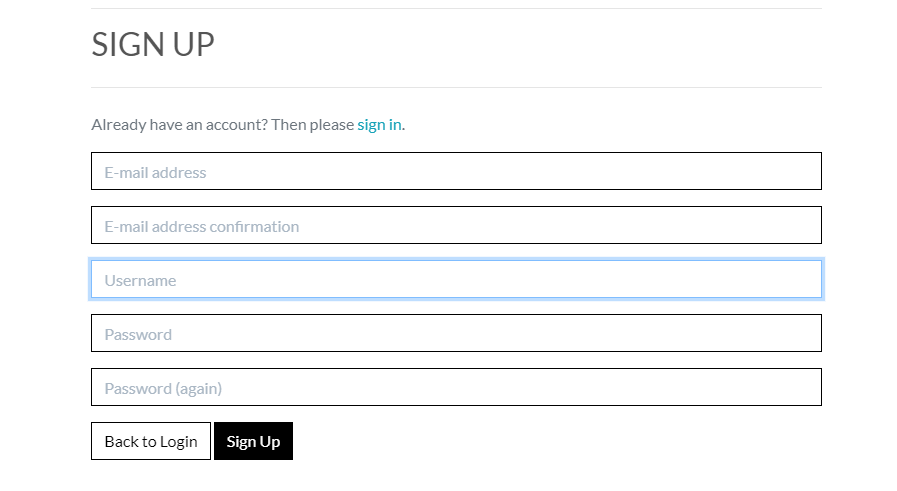 SIGN UP
Already have an account? Then please sign in.
E-mail address
E-mail address confirmation
Username
Password
Password (again)
Back to Login Sign Up